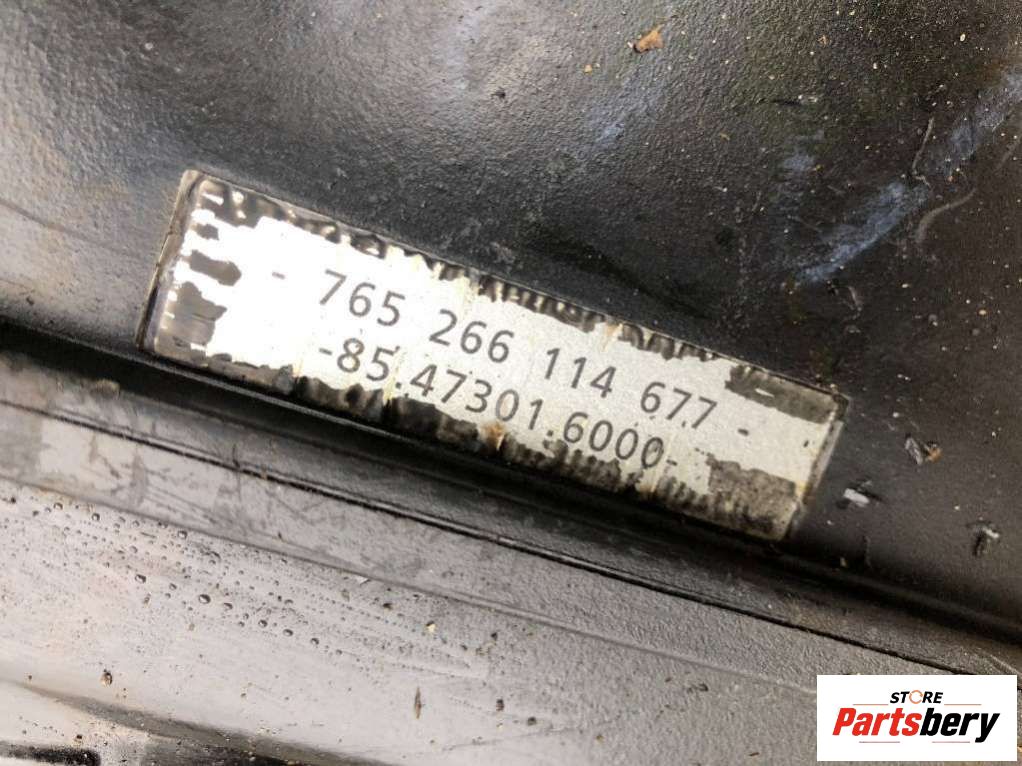 - 765 266 114 677 -
-85.47301.6000-
STORE
Partsbery